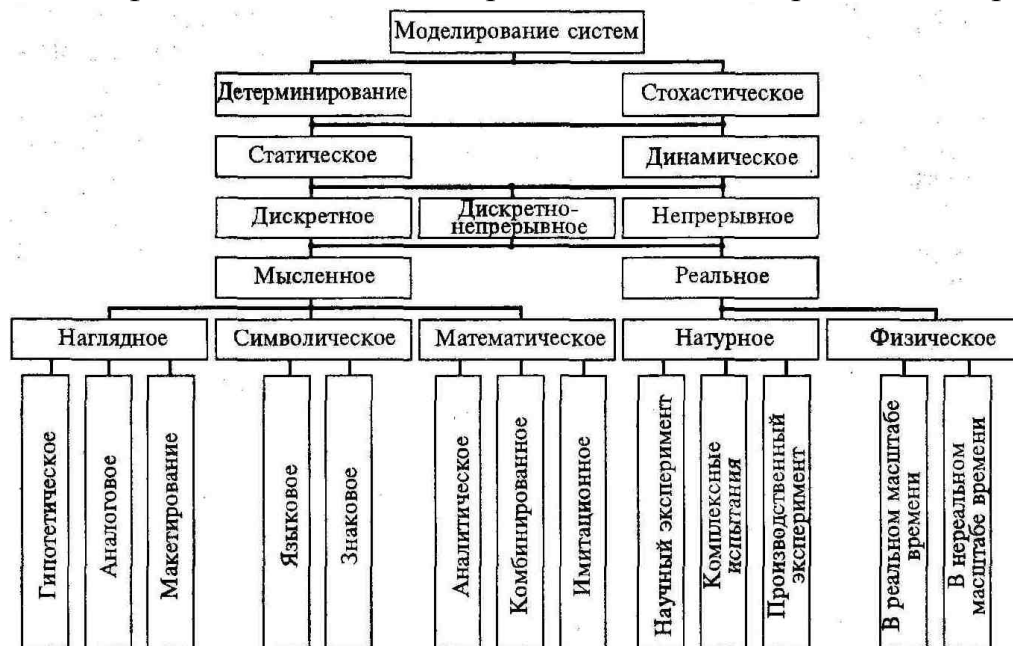 Моделирование систем
Детерминирование
Стохастическое
Статическое
Динамическое
Дискретное
Дискретно-
непрерывное
Непрерывное
Мысленное
Реальное
Наглядное
Символическое
Математическое
Натурное
Физическое
Гипотетическое
Аналоговое
Макетирование
Языковое
Знаковое
Аналитическое
Комбинированное
Имитационное
Научный эксперимент
Комплексные
испытания
Производственный
эксперимент
В реальном масштабе
времени
В нереальном
масштабе времени